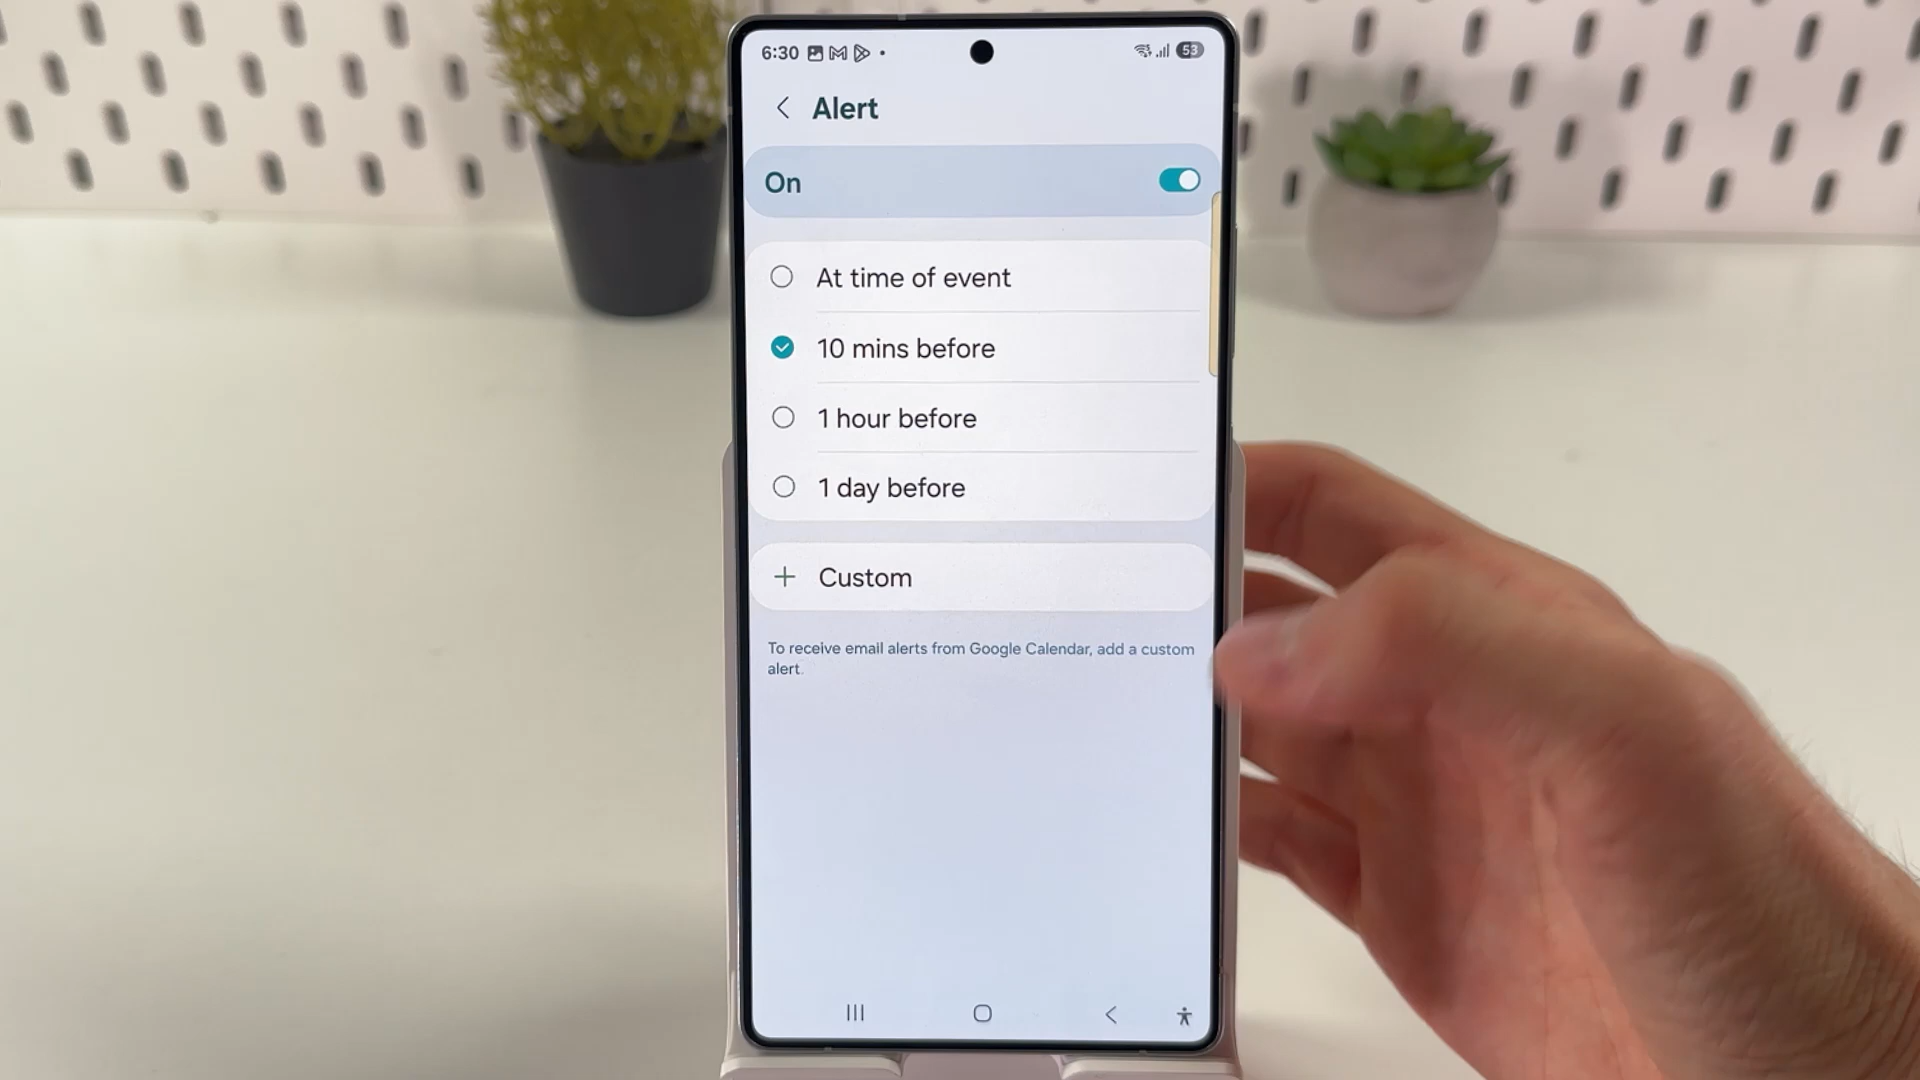 6:30
53
Alert
On
At time of event
10 mins before
1 hour before
1 day before
Custom
To receive email alerts from Google Calendar, add a custom
alert.